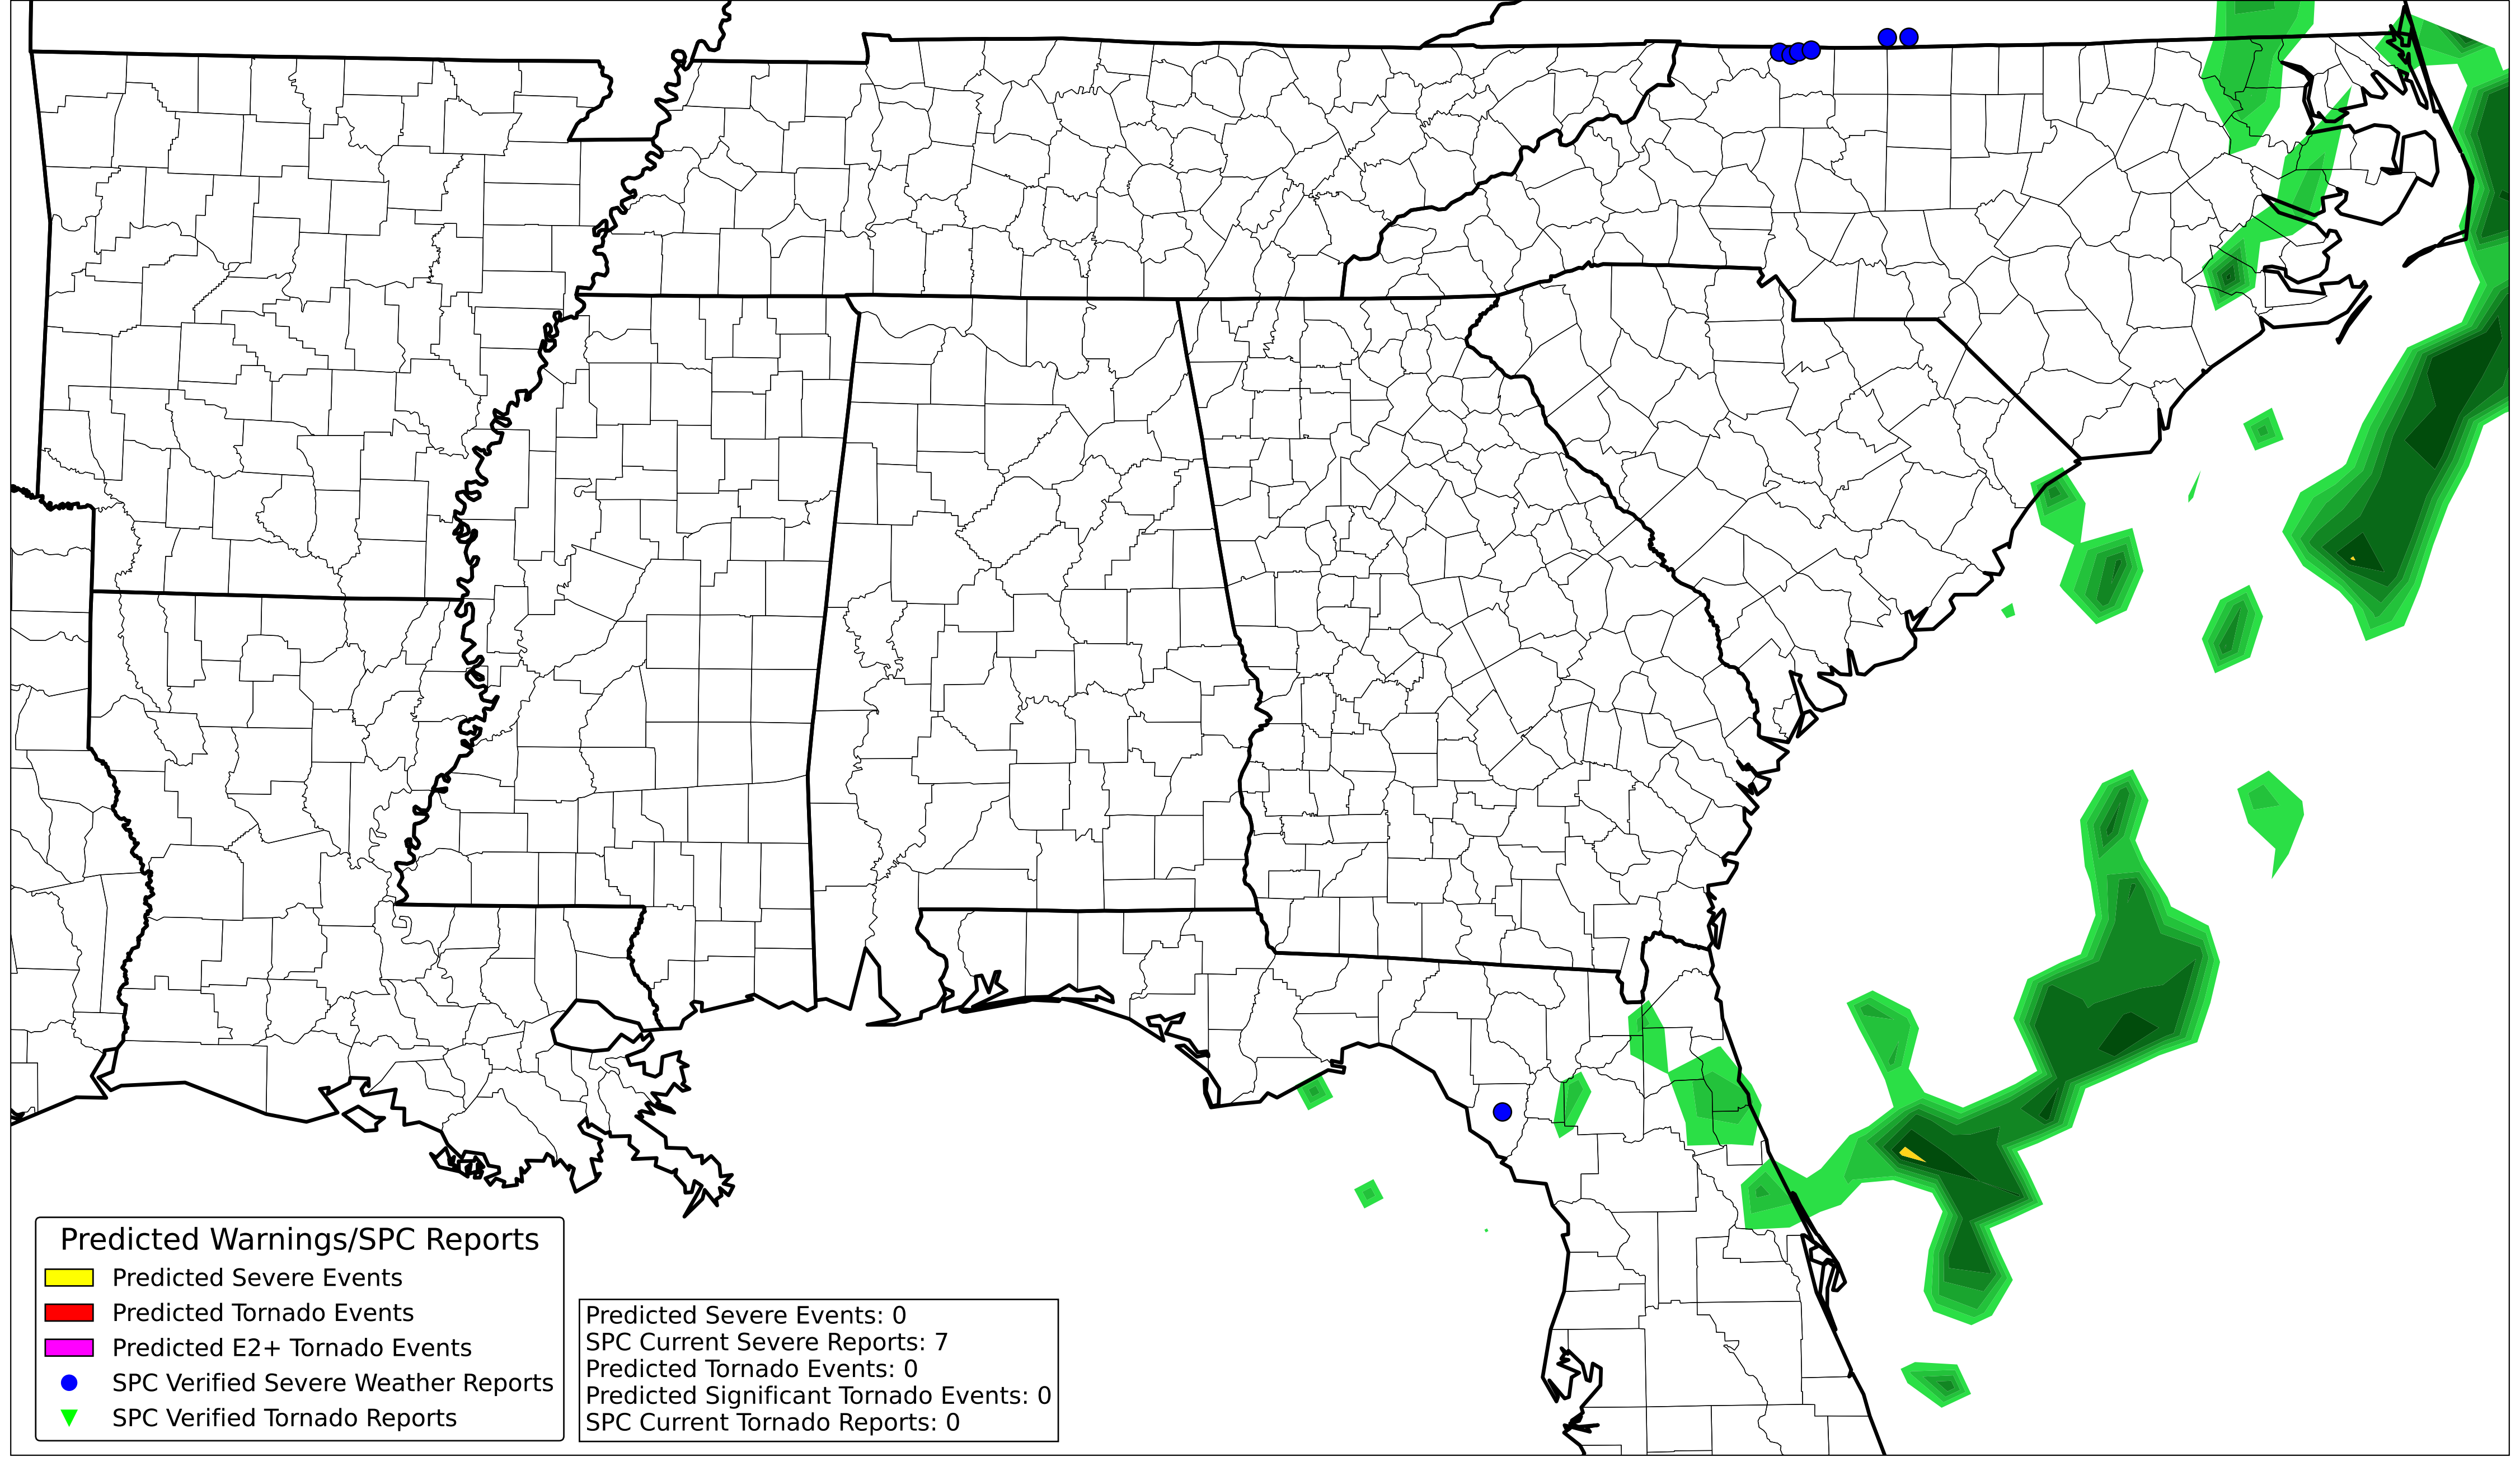 Predicted Warnings/SPC Reports
Predicted Severe Events
Predicted Tornado Events
Predicted E2+ Tornado Events
SPC Verified Severe Weather Reports
SPC Verified Tornado Reports
Predicted Severe Events: 0
SPC Current Severe Reports: 7
Predicted Tornado Events: 0
Predicted Significant Tornado Events: 0
SPC Current Tornado Reports: 0